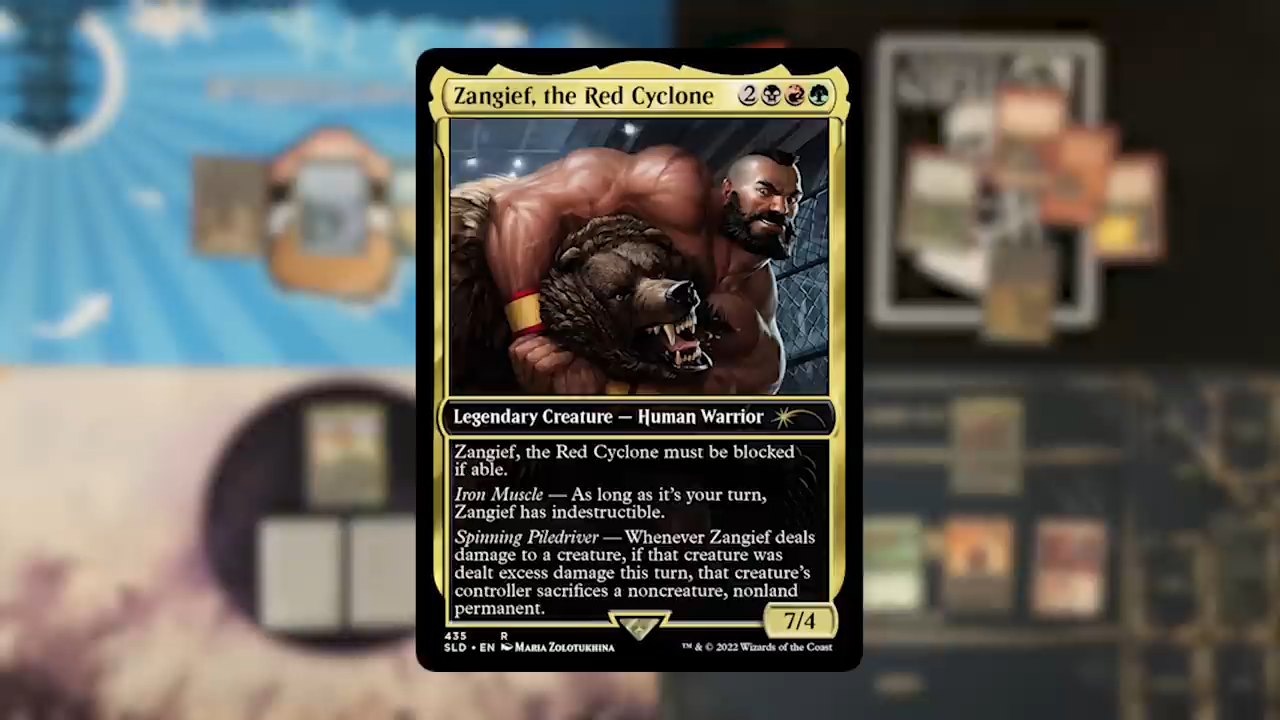 Zangief, the Red Cyclone 2
Legendary Creature — Human Warrior
Zangief, the Red Cyclone must be blocked
if able.
Iron Muscle — As long as it's your turn,
Zangief has indestructible.
Spinning Piledriver — Whenever Zangief deals
damage to a creature, if that creature was
dealt excess damage this turn, that creature's
controller sacrifices a noncreature, nonland
permanent.
7/4
435 R
SLD • EN Maria Zolotukhina ™ & © 2022 Wizards of the Coast